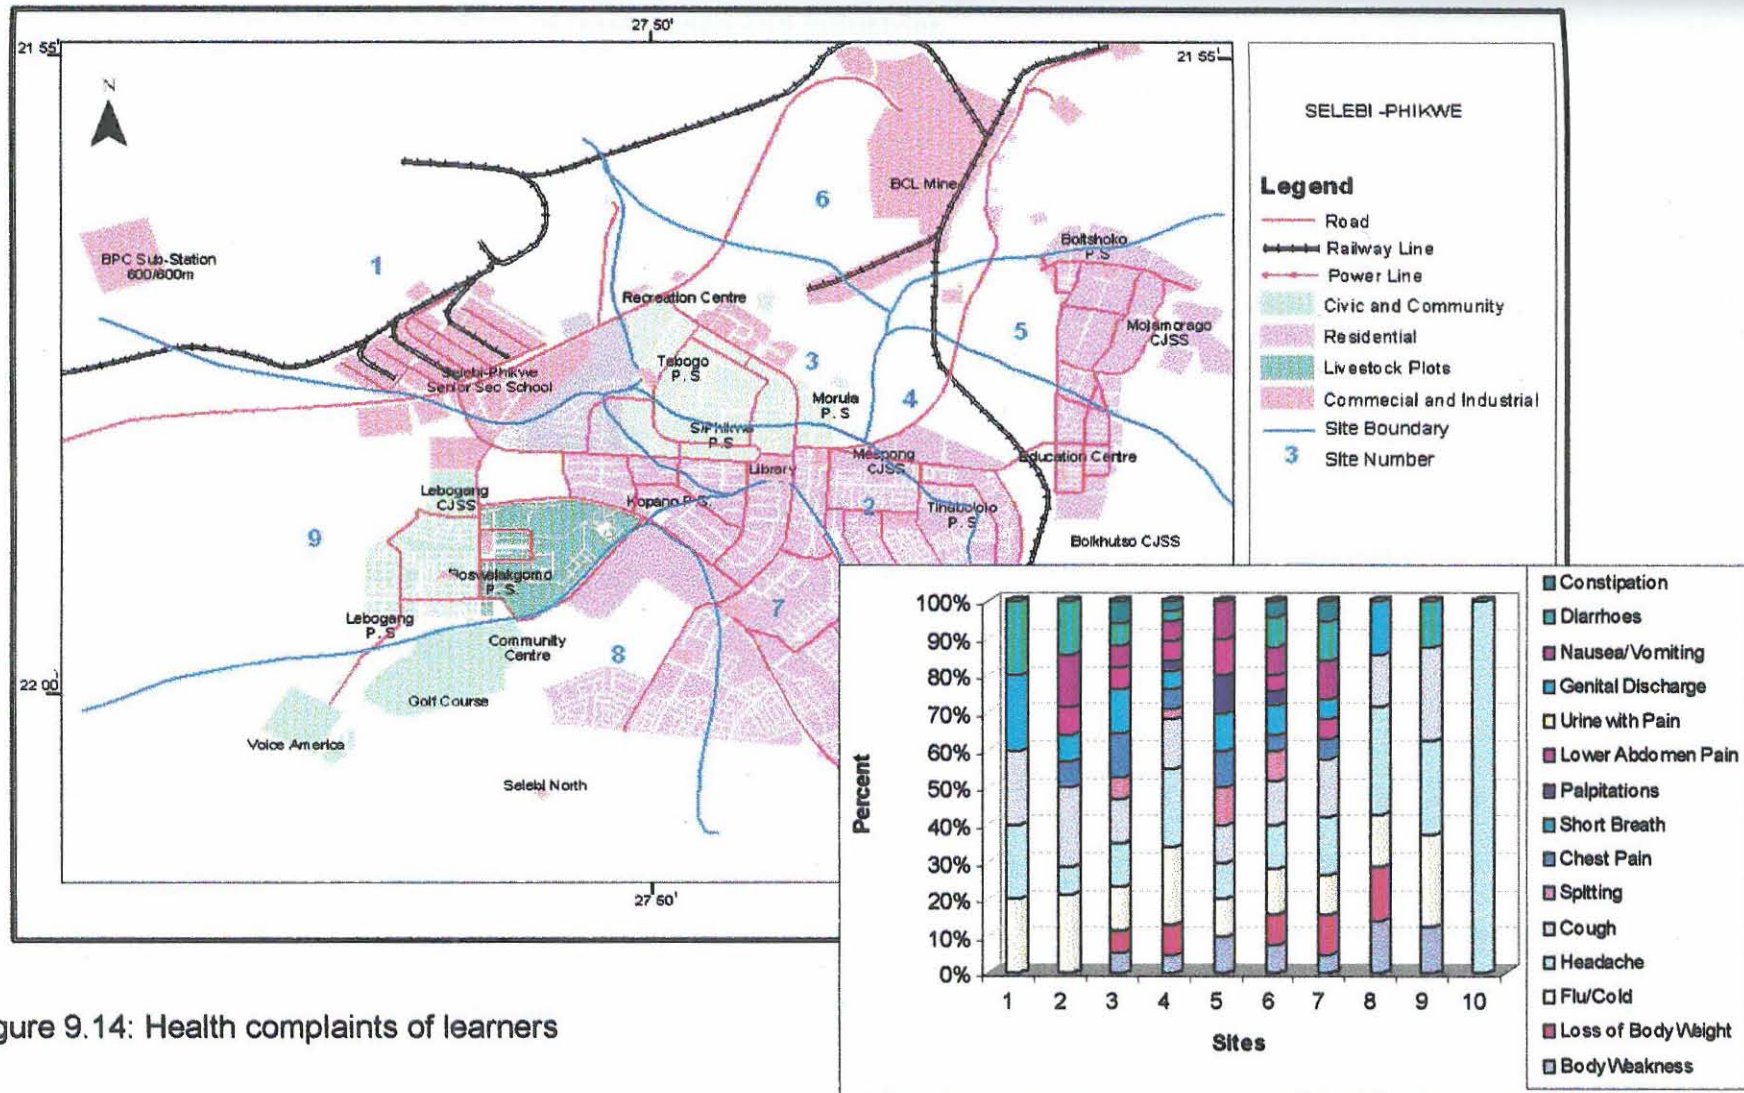 27 50'
21 55'
21 55'
N
SELEBI -PHIKWE
Legend
Road
Railway Line
Power Line
Civic and Community
Residential
Livestock Plots
Commecial and Industrial
Site Boundary
3 Site Number
BCL Mine
6
BPC Sub-Station
600/600m
1
Boitshoko
P.S
Recreation Centre
5
Mojamorago
CJSS
Tebogo
P. S
3
Selebi-Phikwe
Senior Sec School
Morula
P. S
4
S/Phikwe
P.S
Meepong
CJSS
Education Centre
Library
Lebogang
CJSS
Kopano P.S.
2
P. S
9
Boikhutso CJSS
P. S.
7
Lebogang
P. S
Community
Centre
8
22 00'
Golf Course
Voice America
Selebi North
27 50'
Percent
100%
90%
80%
70%
60%
50%
40%
30%
20%
10%
0%
1 2 3 4 5 6 7 8 9 10
Sites
Constipation
Diarrhoes
Nausea/Vomiting
Genital Discharge
Urine with Pain
Lower Abdomen Pain
Palpitations
Short Breath
Chest Pain
Spitting
Cough
Headache
Flu/Cold
Loss of Body Weight
Body Weakness
gure 9.14: Health complaints of learners